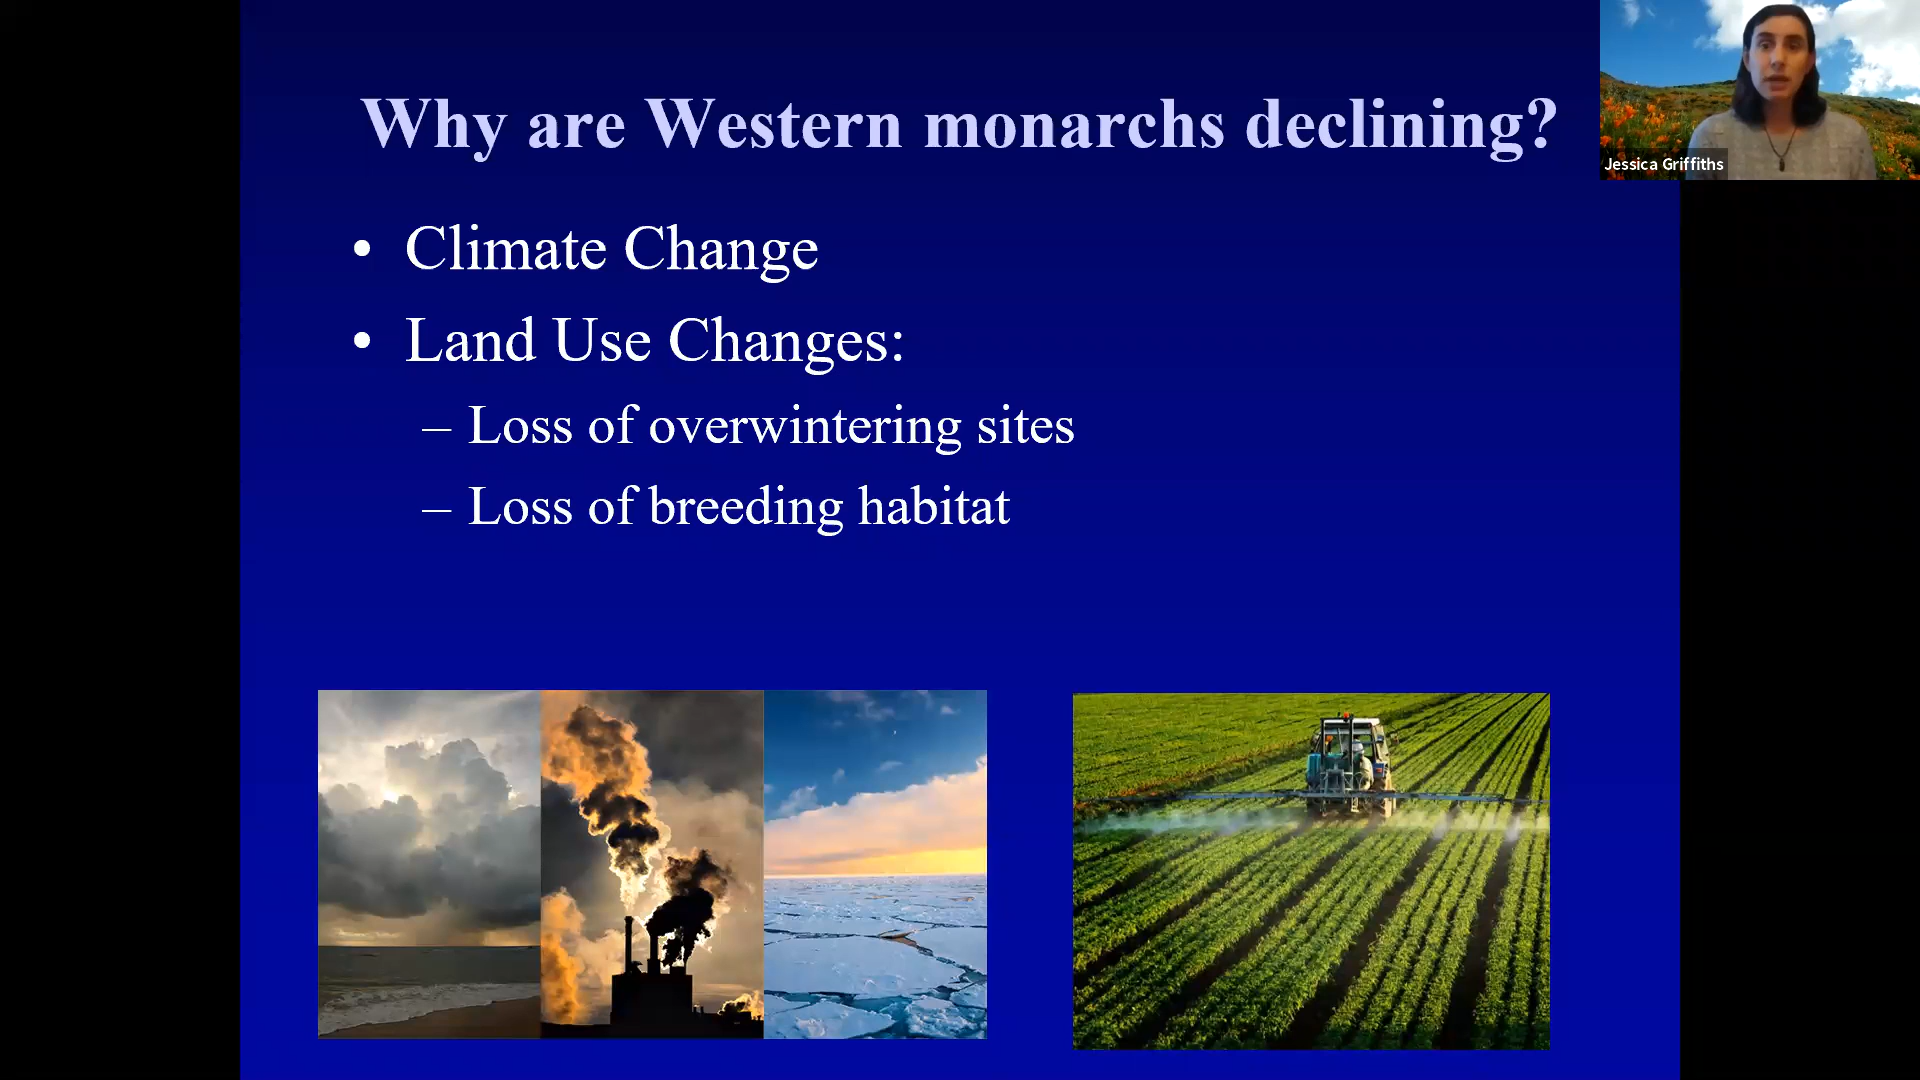 Why are Western monarchs declining?
Jessica Griffiths
• Climate Change
• Land Use Changes:
– Loss of overwintering sites
– Loss of breeding habitat